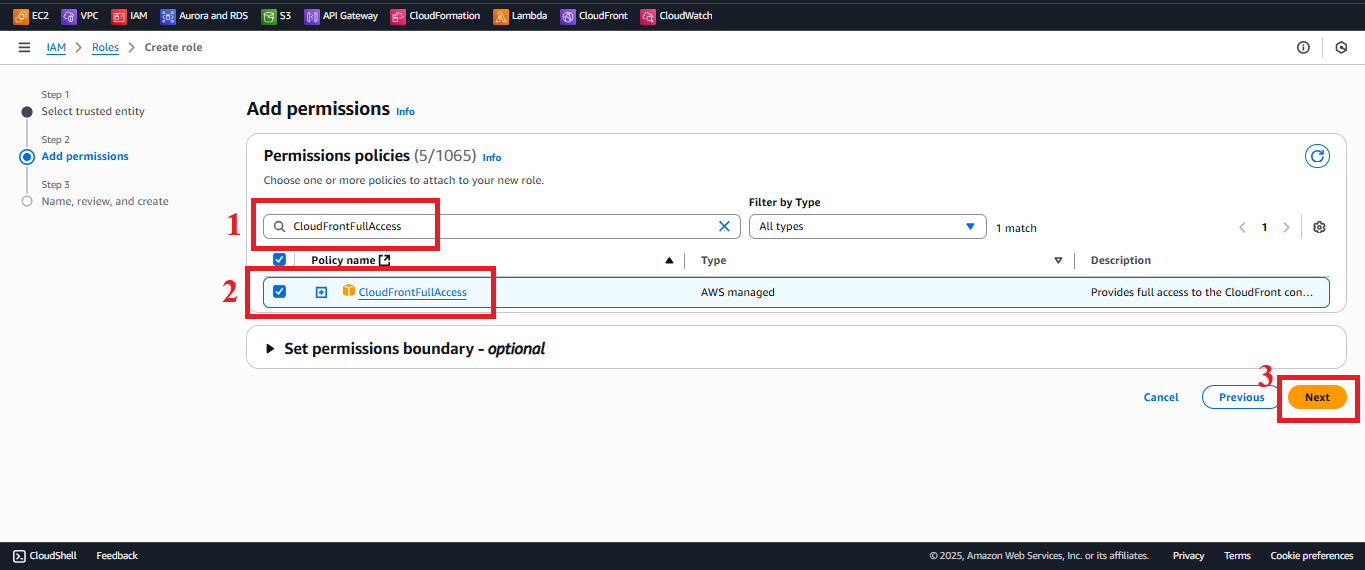 EC2 VPC IAM Aurora and RDS S3 API Gateway CloudFormation Lambda CloudFront CloudWatch
IAM Roles Create role
Step 1
Select trusted entity
Step 2
Add permissions
Step 3
Name, review, and create
Add permissions Info
Permissions policies (5/1065) Info
Choose one or more policies to attach to your new role.
Filter by Type
1 CloudFrontFullAccess All types 1 match 1
Policy name Type Description
2 CloudFrontFullAccess AWS managed Provides full access to the CloudFront con...
Set permissions boundary - optional
3
Cancel Previous Next
CloudShell Feedback © 2025, Amazon Web Services, Inc. or its affiliates. Privacy Terms Cookie preferences